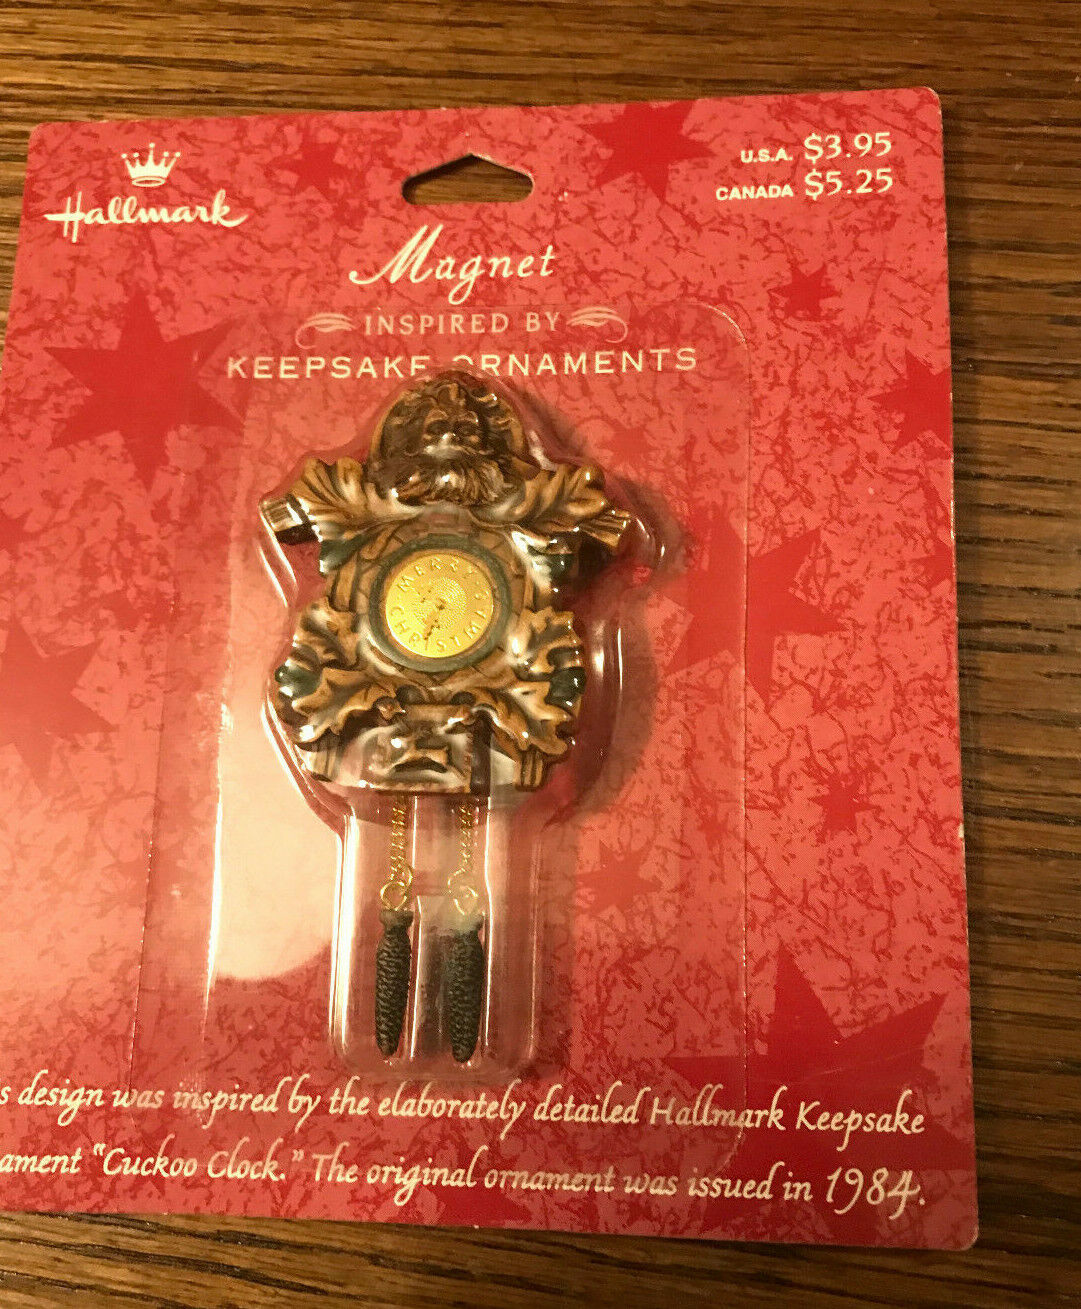 Hallmark
U.S.A. $3.95
CANADA $5.25
Magnet
INSPIRED BY
KEEPSAKE ORNAMENTS
MERRY
CHRISTMAS
s design was inspired by the elaborately detailed Hallmark Keepsake
ament "Cuckoo Clock." The original ornament was issued in 1984.